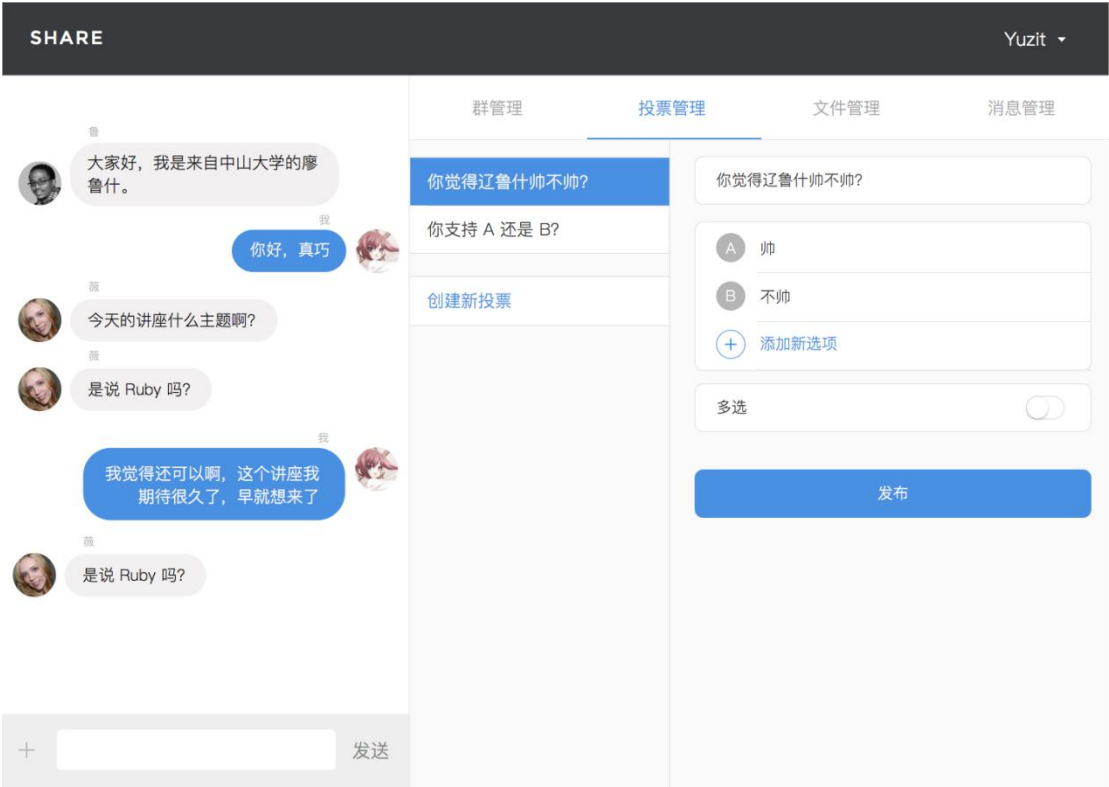 SHARE
Yuzit
鲁
大家好，我是来自中山大学的廖
鲁什。
我
你好，真巧
薇
今天的讲座什么主题啊？
薇
是说 Ruby 吗？
我
我觉得还可以啊，这个讲座我
期待很久了，早就想来了
薇
是说 Ruby 吗？
发送
群管理
投票管理
文件管理
消息管理
你觉得辽鲁什帅不帅？
你支持 A 还是 B？
创建新投票
你觉得辽鲁什帅不帅？
A 帅
B 不帅
添加新选项
多选
发布